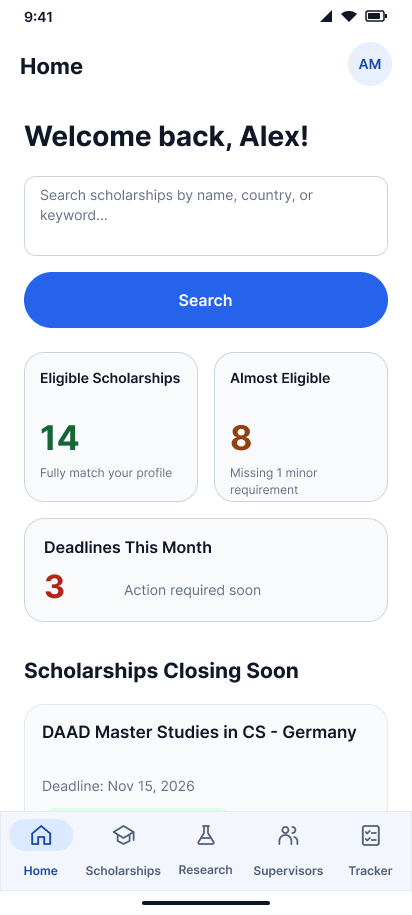 9:41
Home
AM
Welcome back, Alex!
Search scholarships by name, country, or
keyword...
Search
Eligible Scholarships
14
Fully match your profile
Almost Eligible
8
Missing 1 minor
requirement
Deadlines This Month
3
Action required soon
Scholarships Closing Soon
DAAD Master Studies in CS - Germany
Deadline: Nov 15, 2026
Home
Scholarships
Research
Supervisors
Tracker